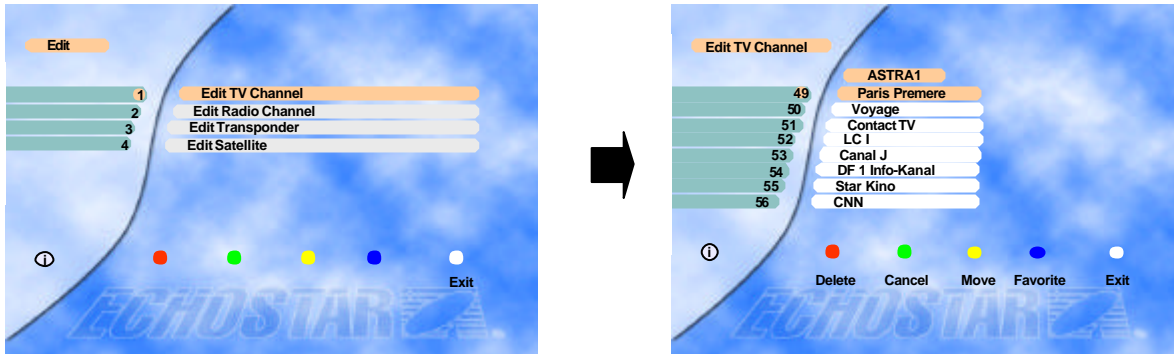 Edit
1 Edit TV Channel
2 Edit Radio Channel
3 Edit Transponder
4 Edit Satellite
i
Exit
ECHOSTAR
Edit TV Channel
ASTRA1
49 Paris Premere
50 Voyage
51 Contact TV
52 LC I
53 Canal J
54 DF 1 Info-Kanal
55 Star Kino
56 CNN
i
Delete Cancel Move Favorite Exit
ECHOSTAR